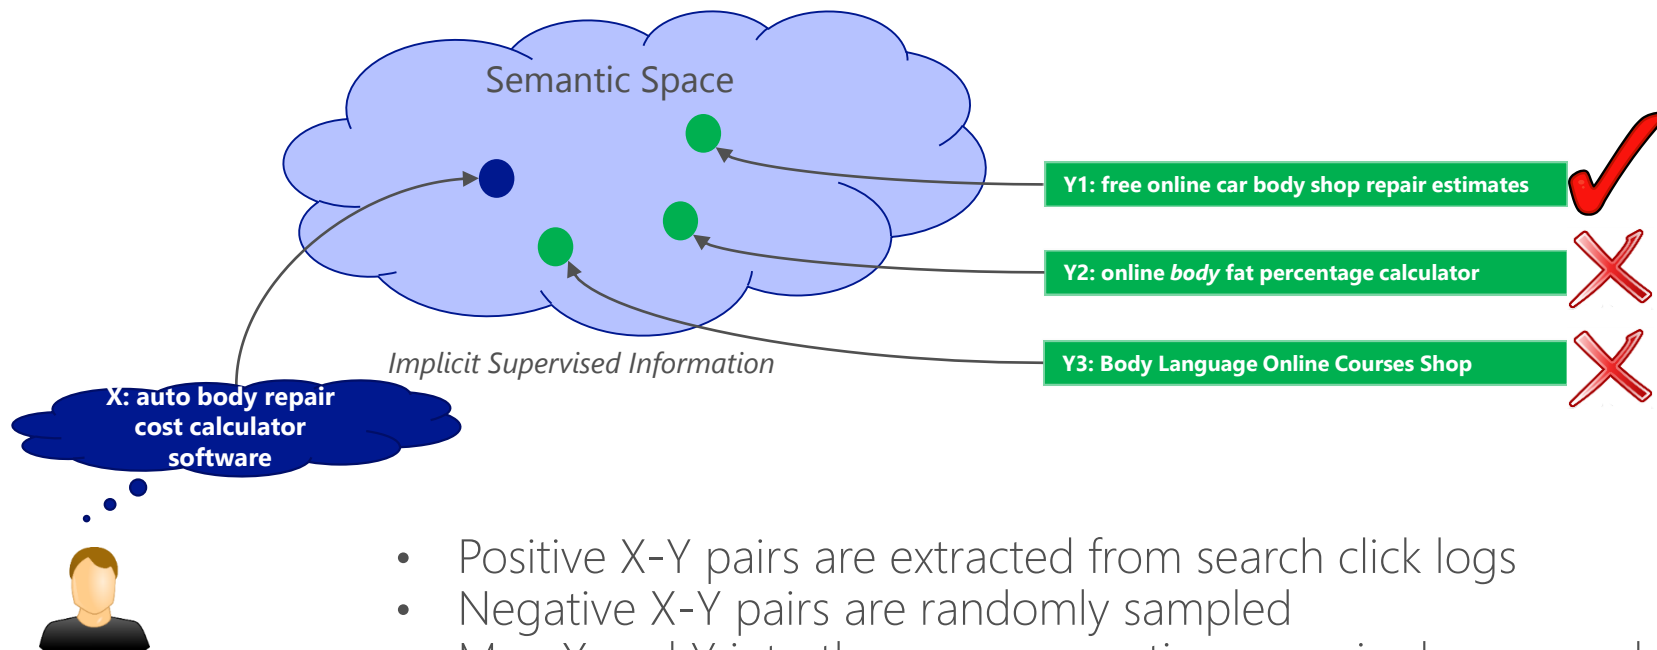 Semantic Space
Y1: free online car body shop repair estimates
Y2: online body fat percentage calculator
Y3: Body Language Online Courses Shop
Implicit Supervised Information
X: auto body repair
cost calculator
software
• Positive X-Y pairs are extracted from search click logs
• Negative X-Y pairs are randomly sampled